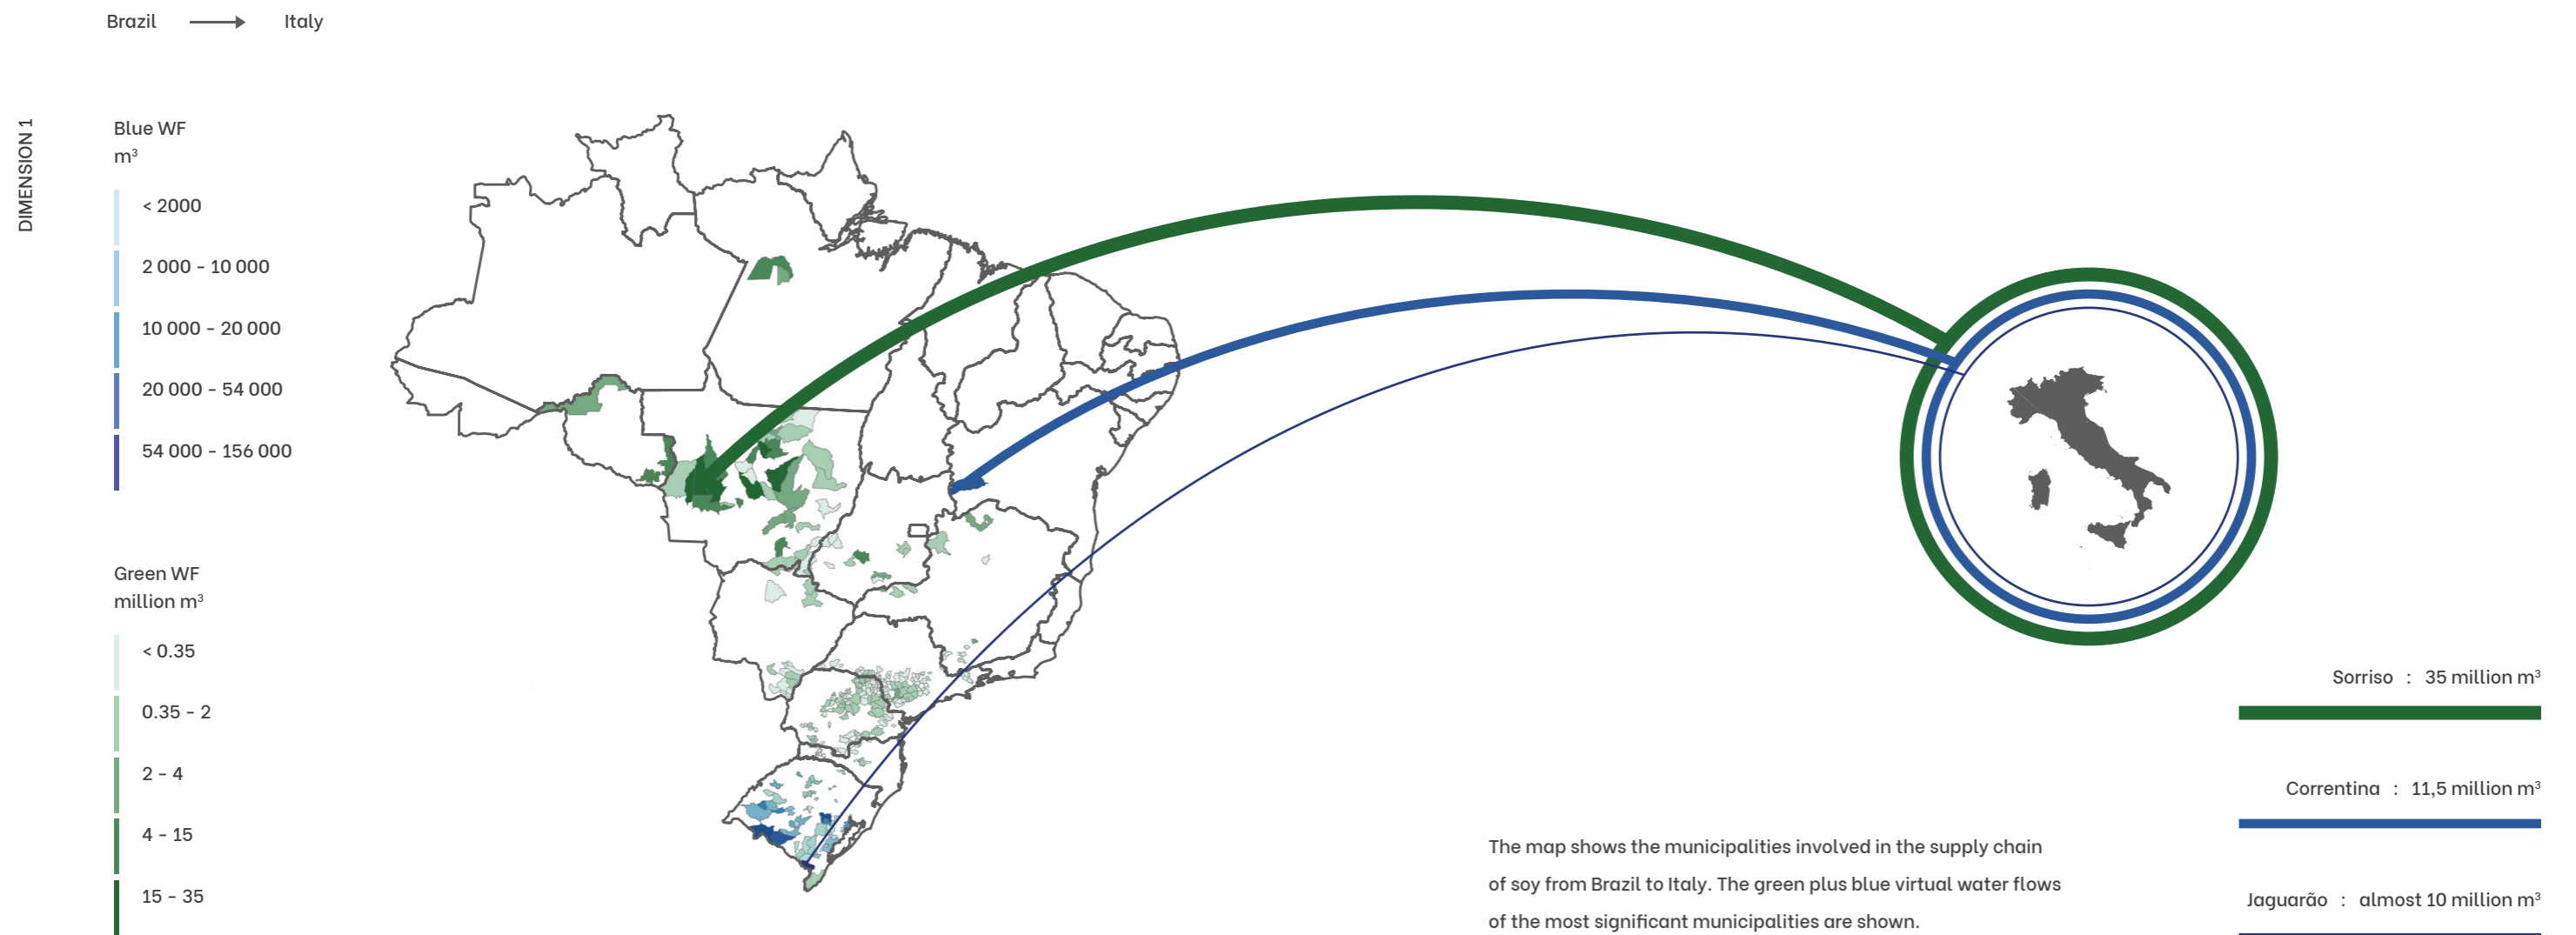 Brazil
Italy
DIMENSION 1
Blue WF
m³
< 2000
2 000 - 10 000
10 000 - 20 000
20 000 - 54 000
54 000 - 156 000
Green WF
million m³
< 0.35
0.35 - 2
2 - 4
4 - 15
15 - 35
The map shows the municipalities involved in the supply chain
of soy from Brazil to Italy. The green plus blue virtual water flows
of the most significant municipalities are shown.
Sorriso : 35 million m³
Correntina : 11,5 million m³
Jaguarão : almost 10 million m³